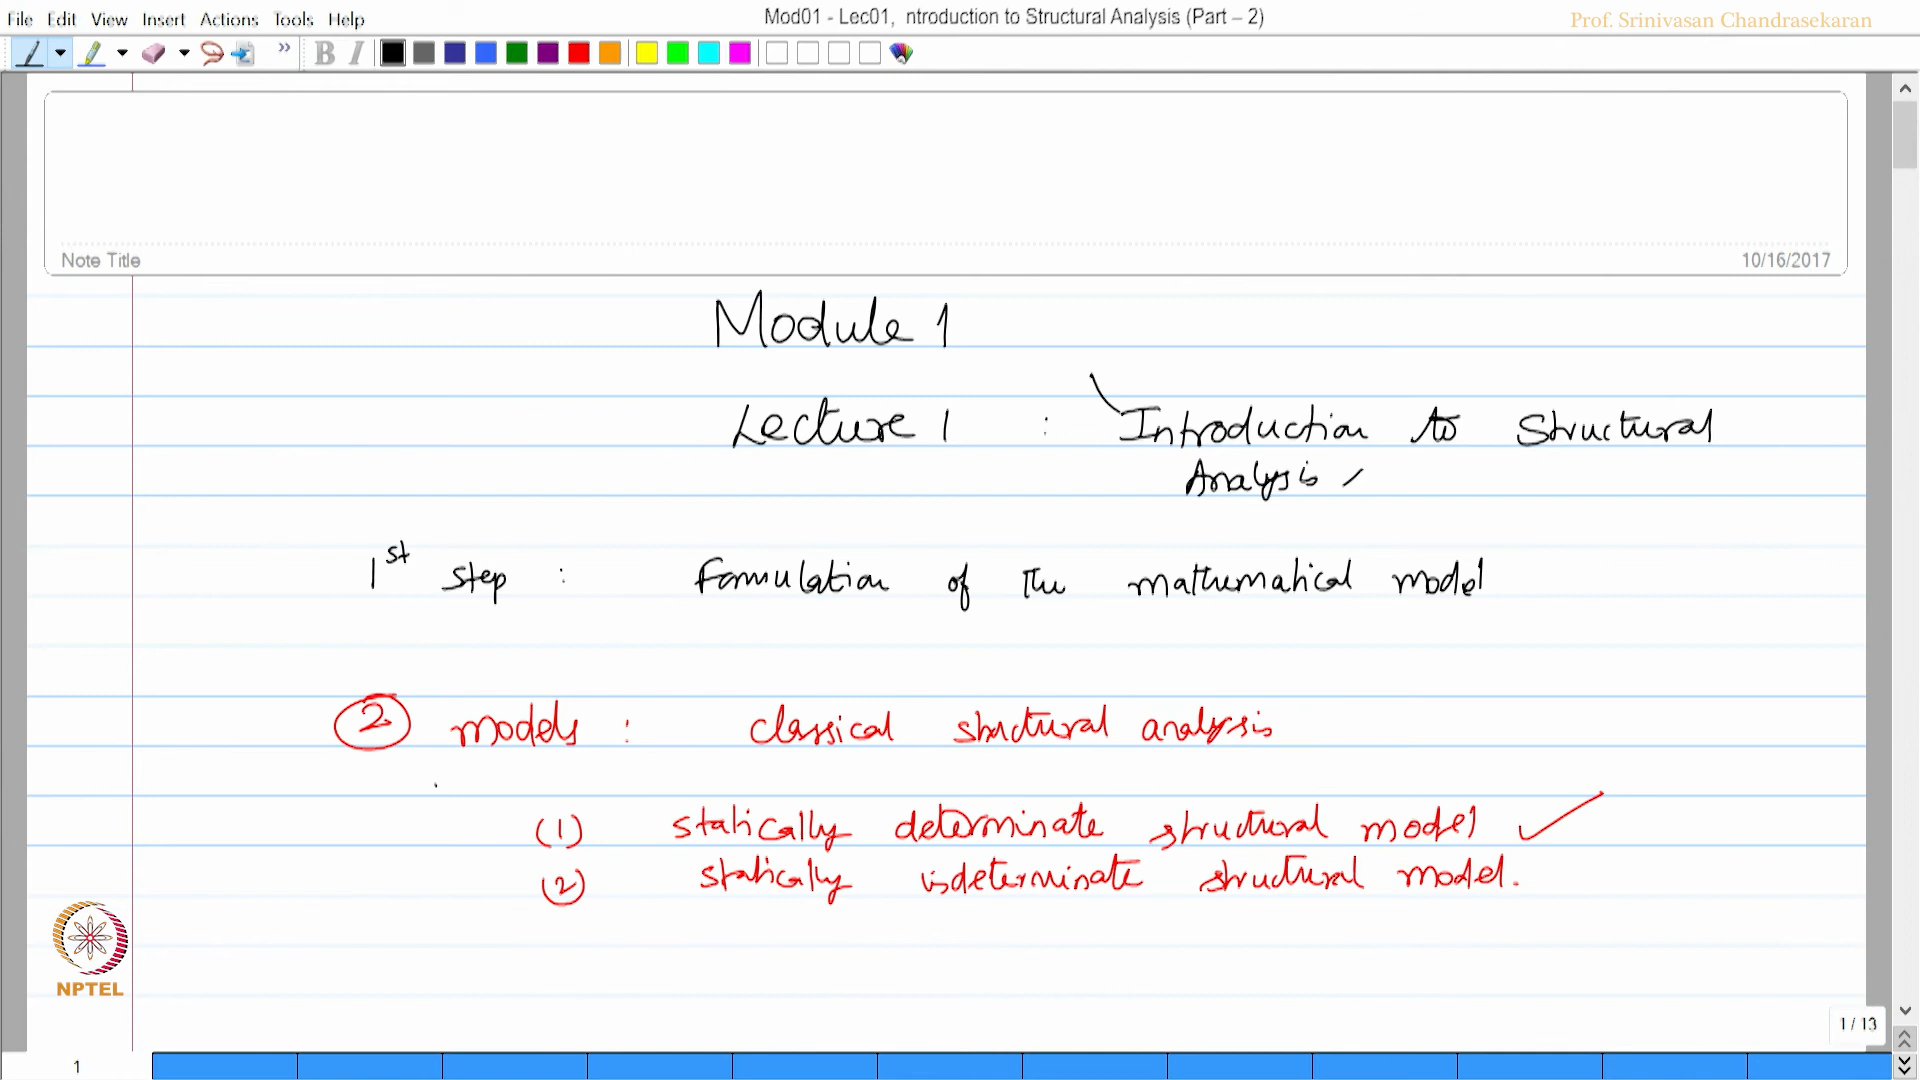 Mod01 - Lec01, ntroduction to Structural Analysis (Part – 2)
Prof. Srinivasan Chandrasekaran
File Edit View Insert Actions Tools Help
B I
Note Title
10/16/2017
Module 1
Lecture 1 : Introduction to Structural
Analysis
1st step : Formulation of the mathematical model
2 models : classical structural analysis
(1) statically determinate structural model ✓
(2) statically indeterminate structural model.
NPTEL
1 / 13
1